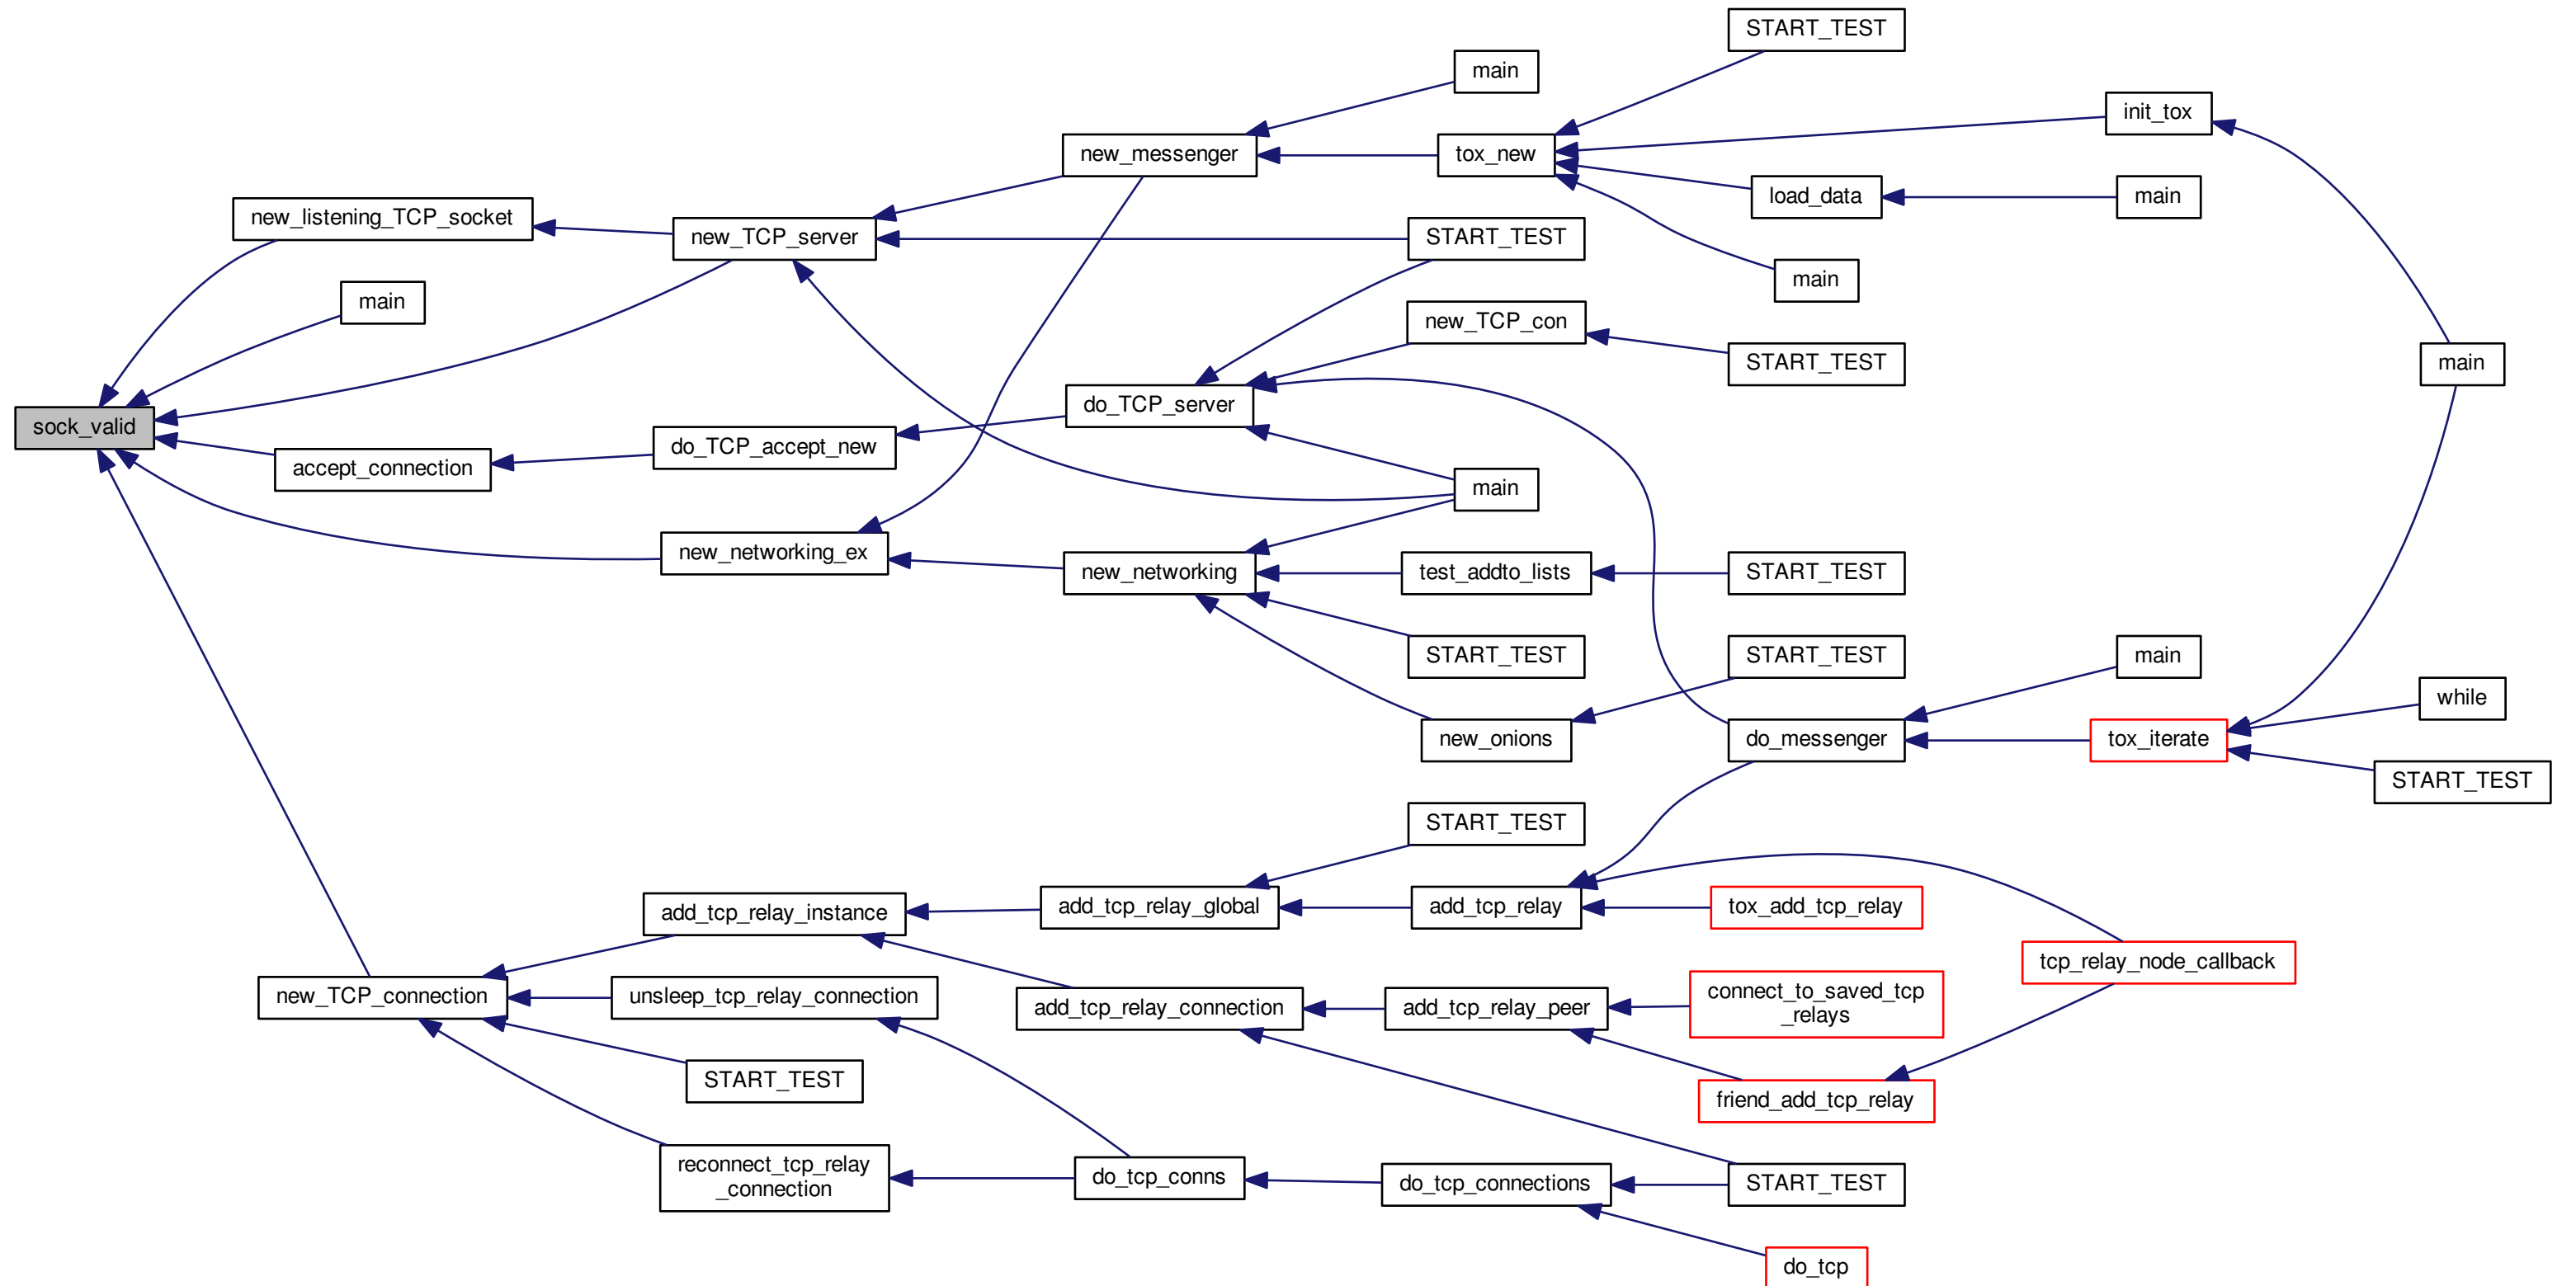 START_TEST
main
init_tox
new_messenger
tox_new
load_data
main
new_listening_TCP_socket
new_TCP_server
START_TEST
main
main
new_TCP_con
START_TEST
main
do_TCP_server
sock_valid
do_TCP_accept_new
accept_connection
main
new_networking_ex
new_networking
test_addto_lists
START_TEST
START_TEST
START_TEST
main
while
new_onions
do_messenger
tox_iterate
START_TEST
START_TEST
add_tcp_relay_instance
add_tcp_relay_global
add_tcp_relay
tox_add_tcp_relay
tcp_relay_node_callback
new_TCP_connection
unsleep_tcp_relay_connection
add_tcp_relay_connection
add_tcp_relay_peer
connect_to_saved_tcp
_relays
START_TEST
friend_add_tcp_relay
reconnect_tcp_relay
_connection
do_tcp_conns
do_tcp_connections
START_TEST
do_tcp